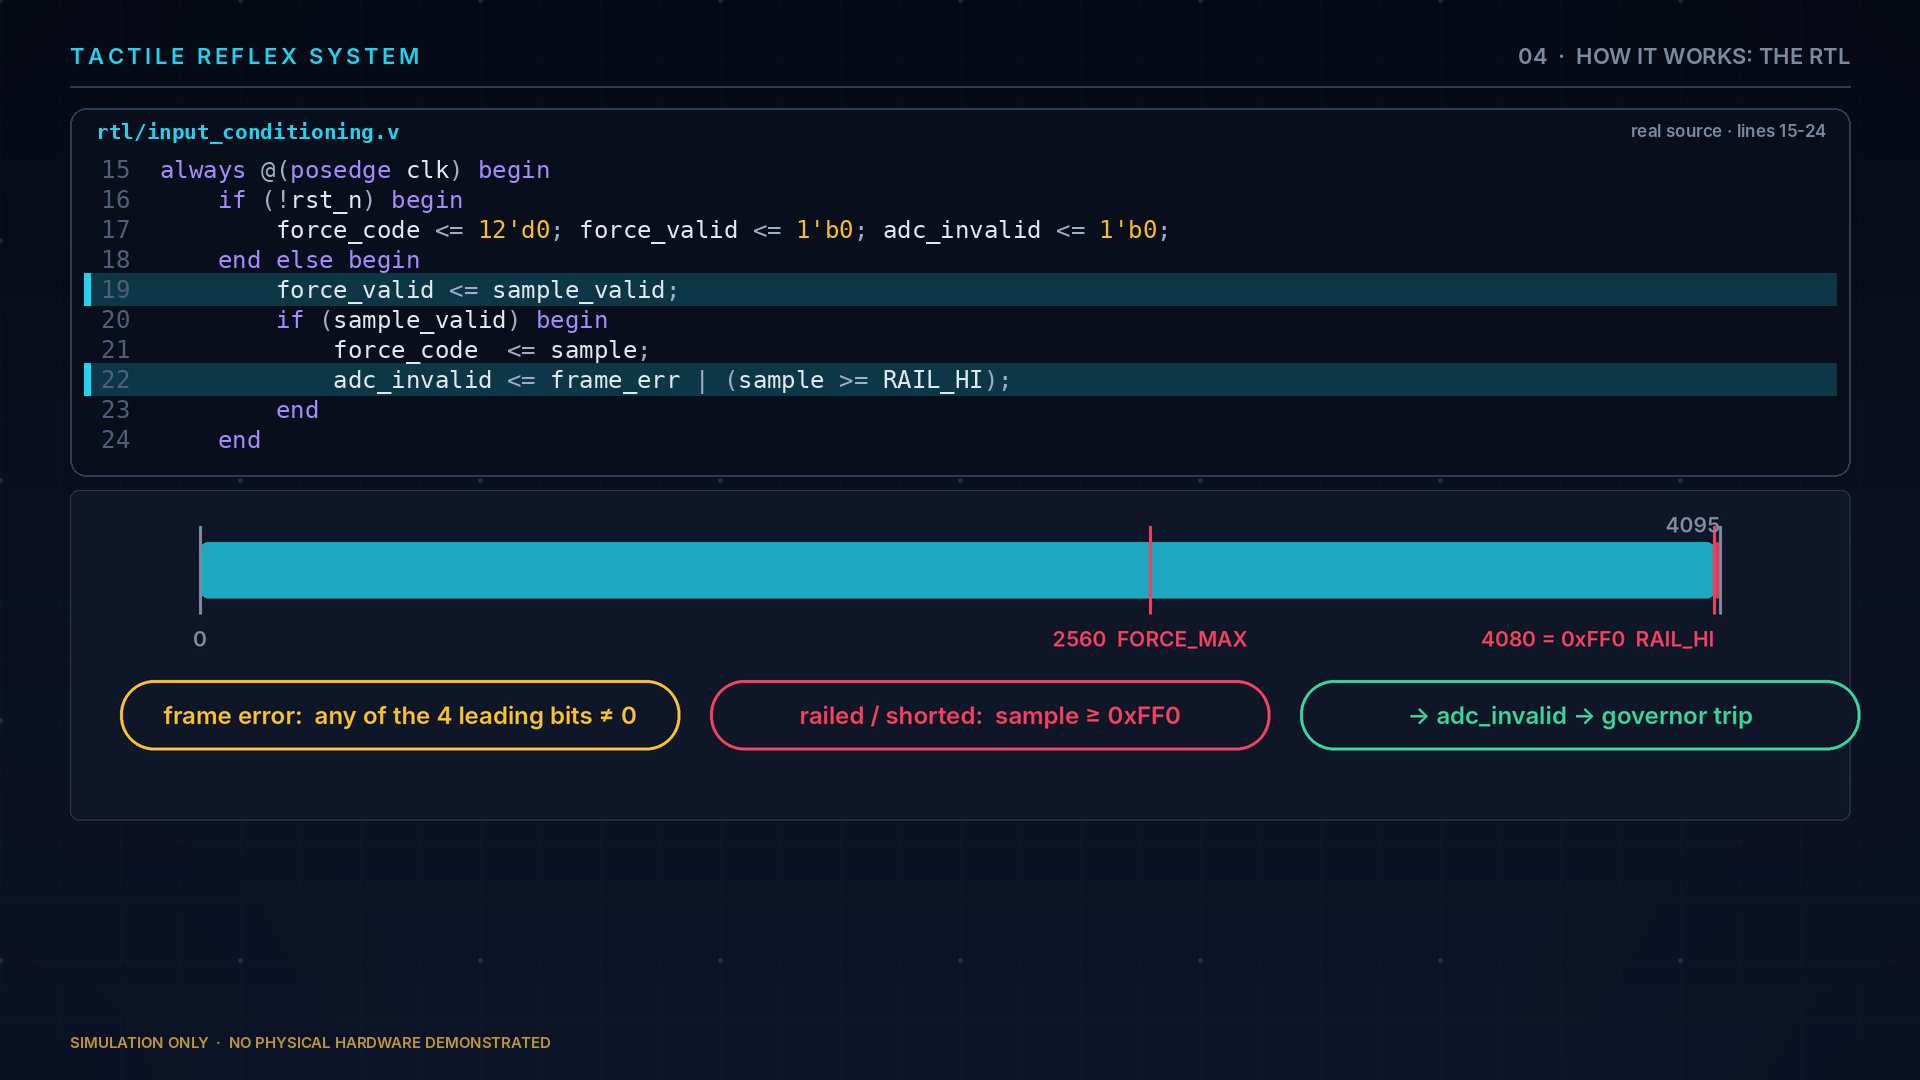 TACTILE REFLEX SYSTEM
04 · HOW IT WORKS: THE RTL
rtl/input_conditioning.v
real source · lines 15-24
15 always @(posedge clk) begin
16     if (!rst_n) begin
17         force_code <= 12'd0; force_valid <= 1'b0; adc_invalid <= 1'b0;
18     end else begin
19         force_valid <= sample_valid;
20         if (sample_valid) begin
21             force_code  <= sample;
22             adc_invalid <= frame_err | (sample >= RAIL_HI);
23         end
24     end
4095
0
2560 FORCE_MAX
4080 = 0xFF0 RAIL_HI
frame error: any of the 4 leading bits ≠ 0
railed / shorted: sample ≥ 0xFF0
→ adc_invalid → governor trip
SIMULATION ONLY · NO PHYSICAL HARDWARE DEMONSTRATED